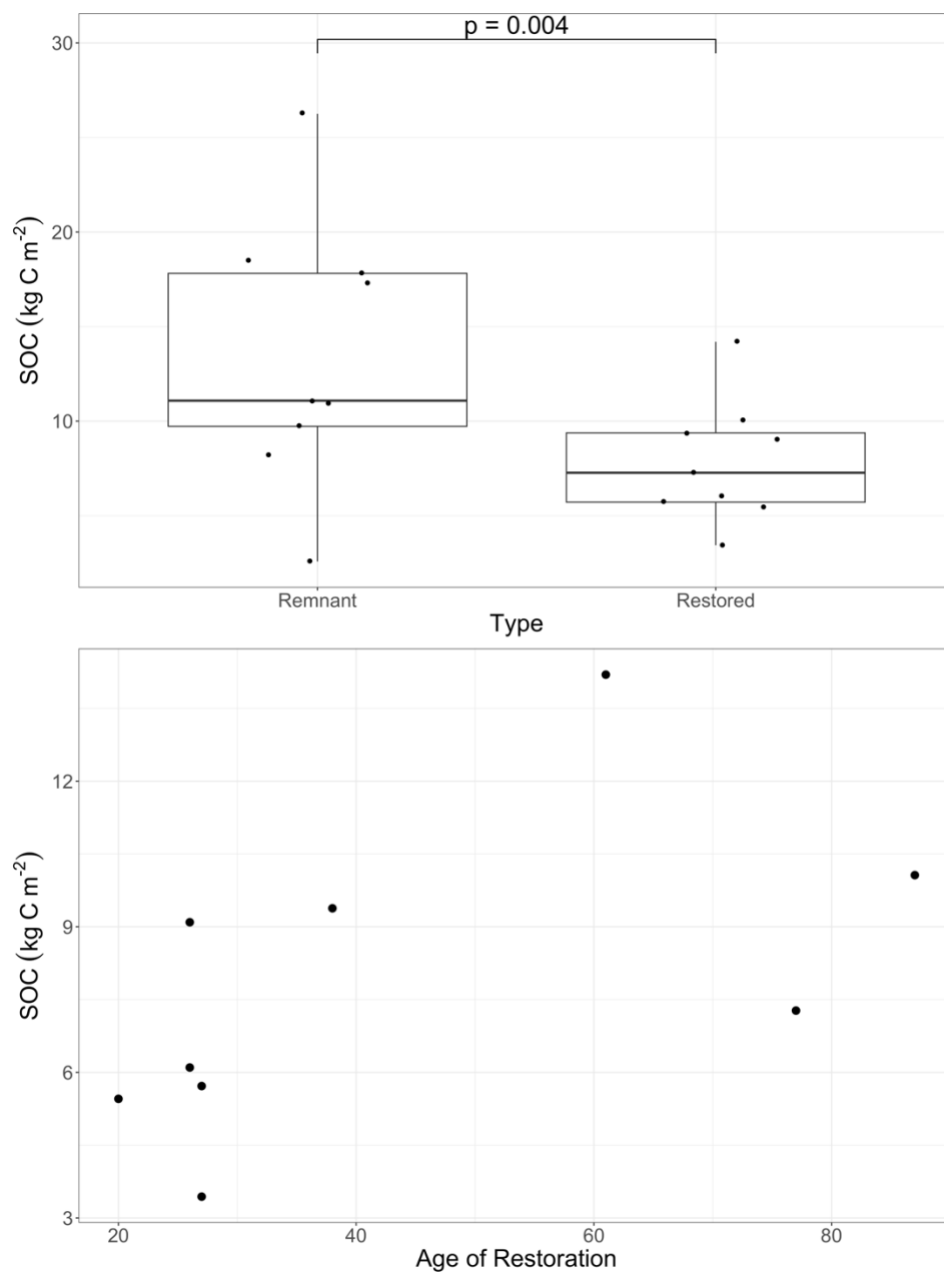 p = 0.004
30
20
10
SOC (kg C m⁻²)
Remnant Restored
Type
12
9
6
3
SOC (kg C m⁻²)
20 40 60 80
Age of Restoration